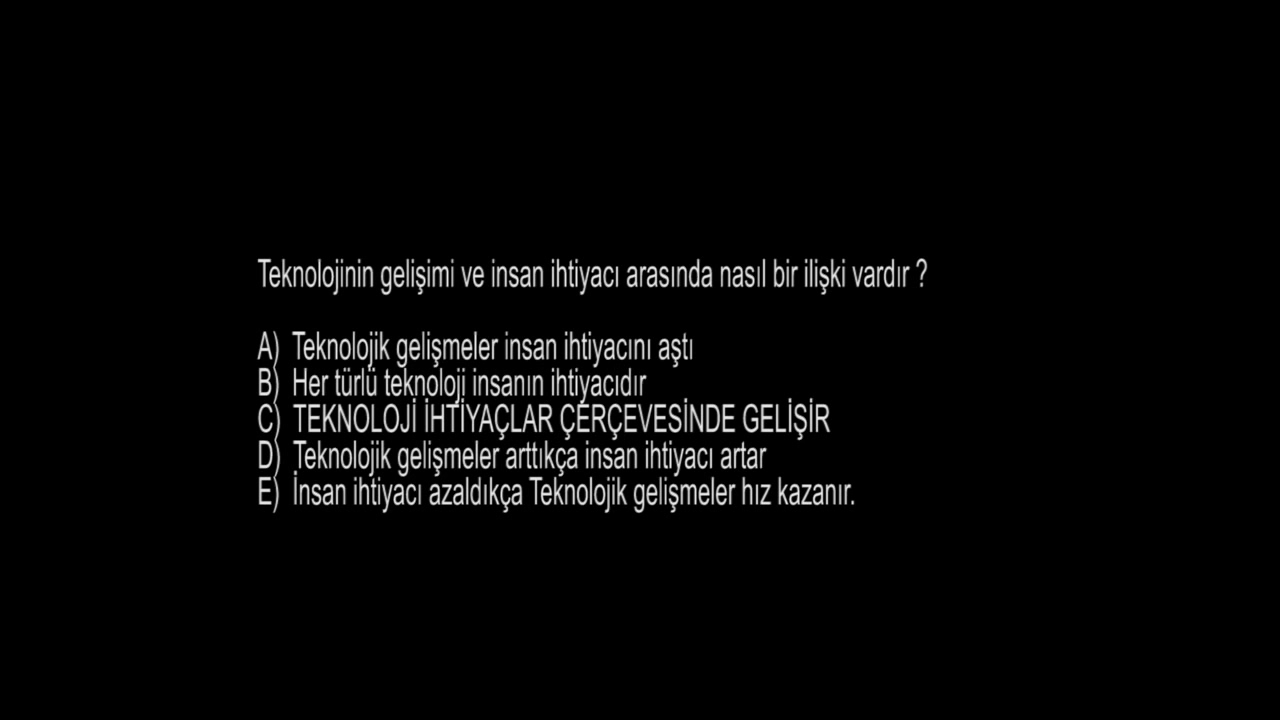 Teknolojinin gelişimi ve insan ihtiyacı arasında nasıl bir ilişki vardır ?
A) Teknolojik gelişmeler insan ihtiyacını aştı
B) Her türlü teknoloji insanın ihtiyacıdır
C) TEKNOLOJİ İHTİYAÇLAR ÇERÇEVESİNDE GELİŞİR
D) Teknolojik gelişmeler arttıkça insan ihtiyacı artar
E) İnsan ihtiyacı azaldıkça Teknolojik gelişmeler hız kazanır.